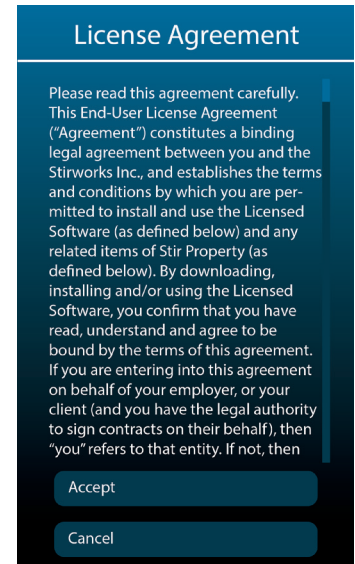 License Agreement
Please read this agreement carefully.
This End-User License Agreement
("Agreement") constitutes a binding
legal agreement between you and the
Stirworks Inc., and establishes the terms
and conditions by which you are per-
mitted to install and use the Licensed
Software (as defined below) and any
related items of Stir Property (as
defined below). By downloading,
installing and/or using the Licensed
Software, you confirm that you have
read, understand and agree to be
bound by the terms of this agreement.
If you are entering into this agreement
on behalf of your employer, or your
client (and you have the legal authority
to sign contracts on their behalf), then
"you" refers to that entity. If not, then
Accept
Cancel